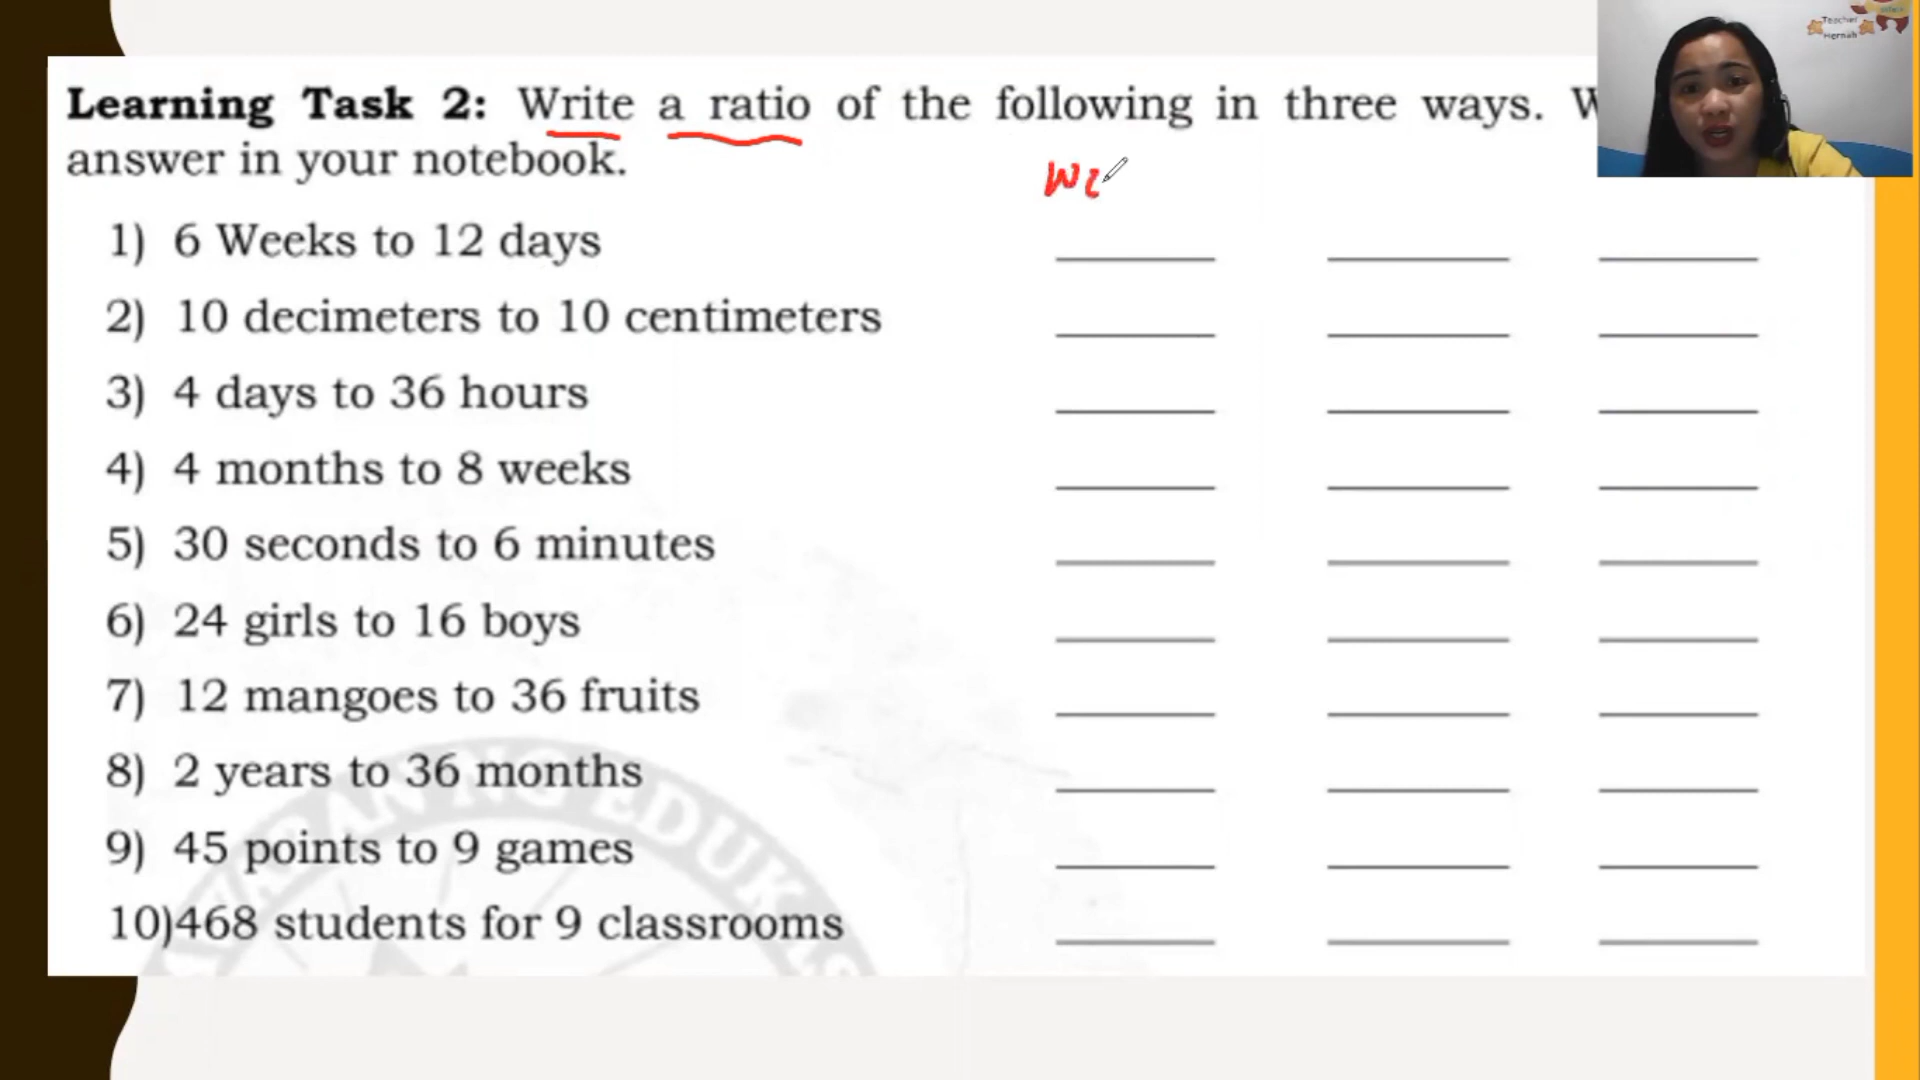 Learning Task 2: Write a ratio of the following in three ways. W
answer in your notebook.
1) 6 Weeks to 12 days
2) 10 decimeters to 10 centimeters
3) 4 days to 36 hours
4) 4 months to 8 weeks
5) 30 seconds to 6 minutes
6) 24 girls to 16 boys
7) 12 mangoes to 36 fruits
8) 2 years to 36 months
9) 45 points to 9 games
10)468 students for 9 classrooms
Teacher
Hernah